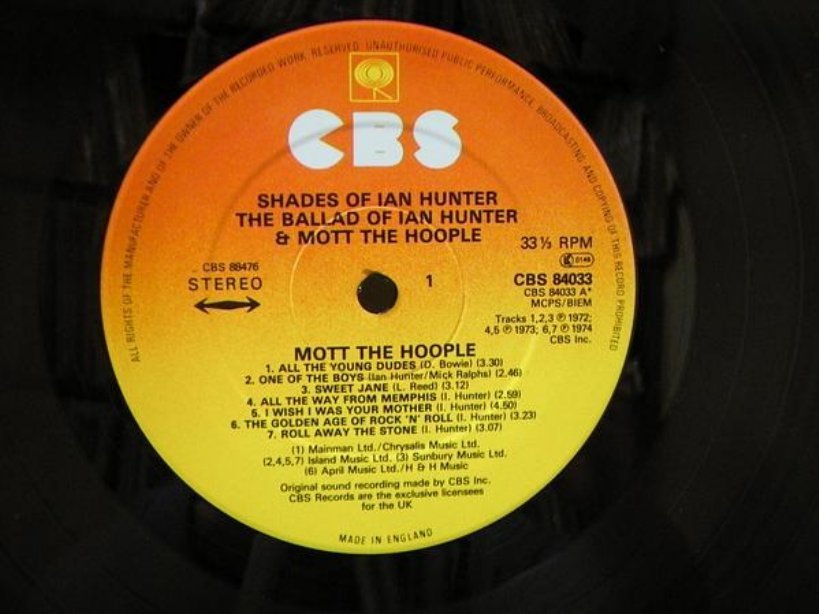 ALL RIGHTS OF THE MANUFACTURER AND OF THE OWNER OF THE RECORDED WORK RESERVED. UNAUTHORISED PUBLIC PERFORMANCE, BROADCASTING AND COPYING OF THIS RECORD PROHIBITED
CBS
SHADES OF IAN HUNTER
THE BALLAD OF IAN HUNTER
& MOTT THE HOOPLE
33⅓ RPM
CBS 88476
STEREO
1
K 0146
CBS 84033
CBS 84033 A*
MCPS/BIEM
Tracks 1,2,3 ℗ 1972;
4,5 ℗ 1973; 6,7 ℗ 1974
CBS Inc.
MOTT THE HOOPLE
1. ALL THE YOUNG DUDES (D. Bowie) (3.30)
2. ONE OF THE BOYS (Ian Hunter/Mick Ralphs) (2.46)
3. SWEET JANE (L. Reed) (3.12)
4. ALL THE WAY FROM MEMPHIS (I. Hunter) (2.59)
5. I WISH I WAS YOUR MOTHER (I. Hunter) (4.50)
6. THE GOLDEN AGE OF ROCK 'N' ROLL (I. Hunter) (3.23)
7. ROLL AWAY THE STONE (I. Hunter) (3.07)
(1) Mainman Ltd./Chrysalis Music Ltd.
(2,4,5,7) Island Music Ltd. (3) Sunbury Music Ltd.
(6) April Music Ltd./H & H Music
Original sound recording made by CBS Inc.
CBS Records are the exclusive licensees
for the UK
MADE IN ENGLAND